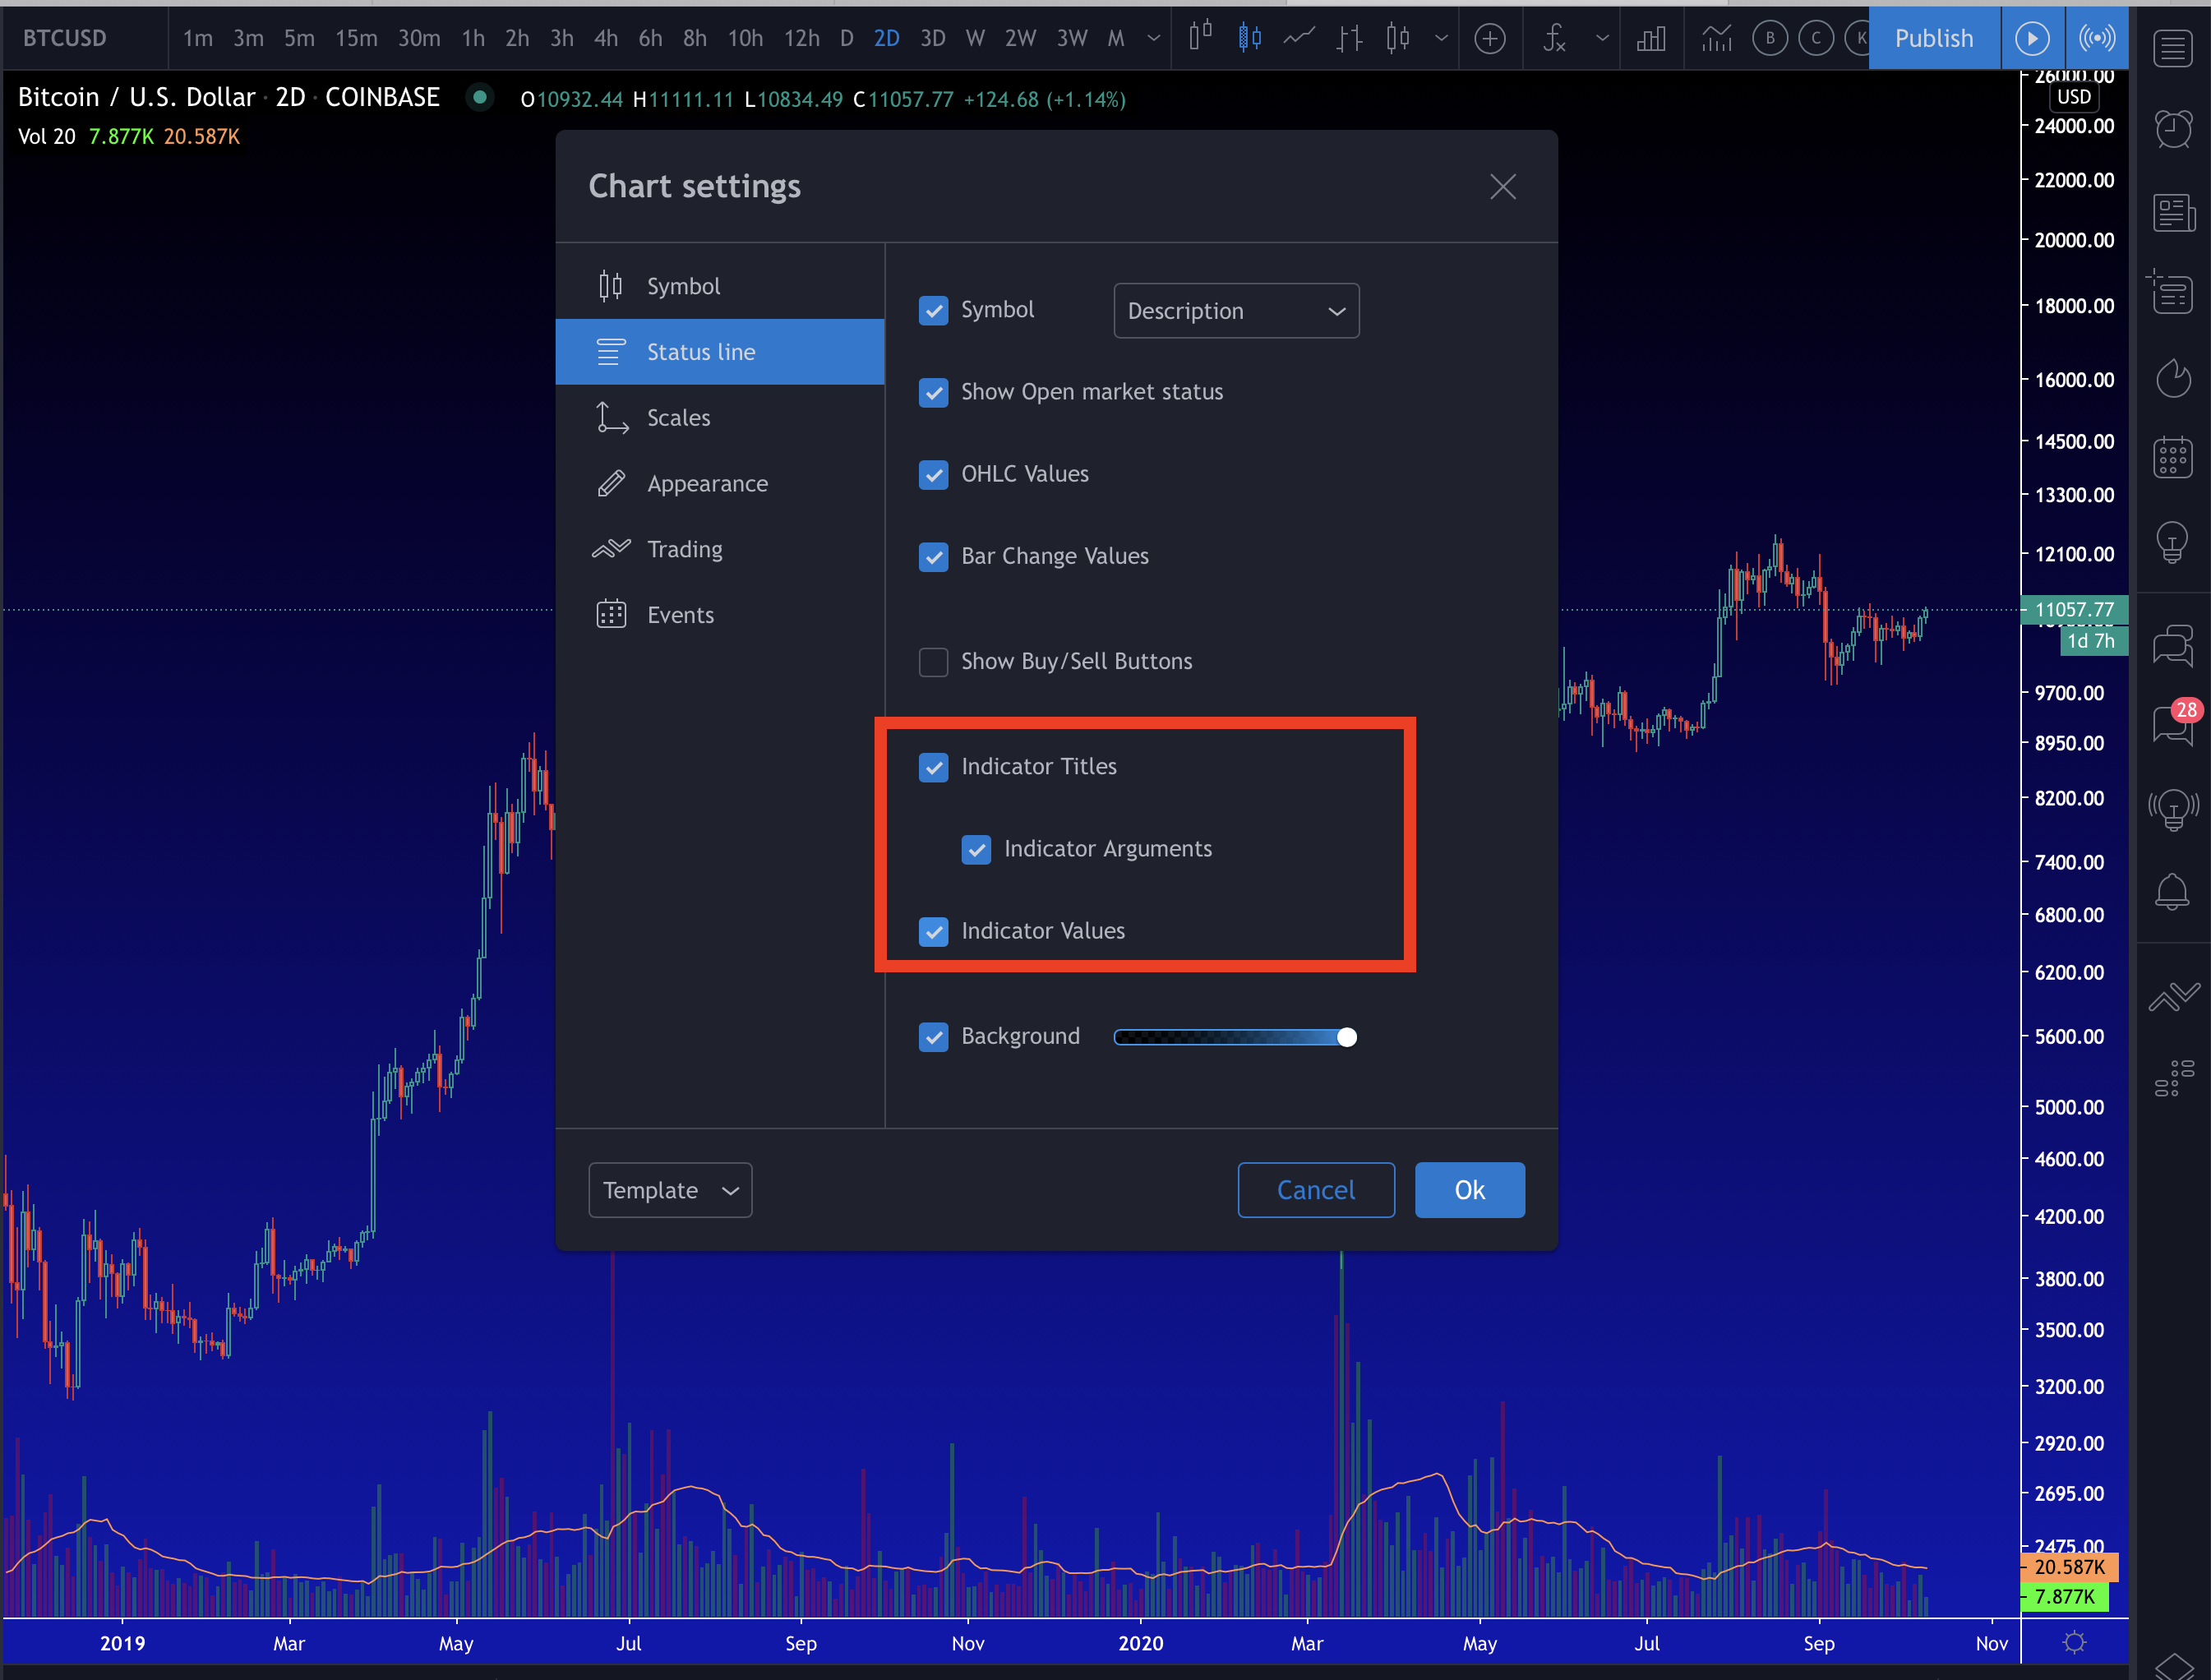 BTCUSD 1m 3m 5m 15m 30m 1h 2h 3h 4h 6h 8h 10h 12h D 2D 3D W 2W 3W M fx B C K Publish
Bitcoin / U.S. Dollar · 2D · COINBASE O10932.44 H11111.11 L10834.49 C11057.77 +124.68 (+1.14%)
Vol 20 7.877K 20.587K
Chart settings
Symbol
Status line
Scales
Appearance
Trading
Events
Symbol Description
Show Open market status
OHLC Values
Bar Change Values
Show Buy/Sell Buttons
Indicator Titles
Indicator Arguments
Indicator Values
Background
Template Cancel Ok
26000.00
USD
24000.00
22000.00
20000.00
18000.00
16000.00
14500.00
13300.00
12100.00
11057.77
1d 7h
9700.00
8950.00
8200.00
7400.00
6800.00
6200.00
5600.00
5000.00
4600.00
4200.00
3800.00
3500.00
3200.00
2920.00
2695.00
2475.00
20.587K
7.877K
28
2019 Mar May Jul Sep Nov 2020 Mar May Jul Sep Nov